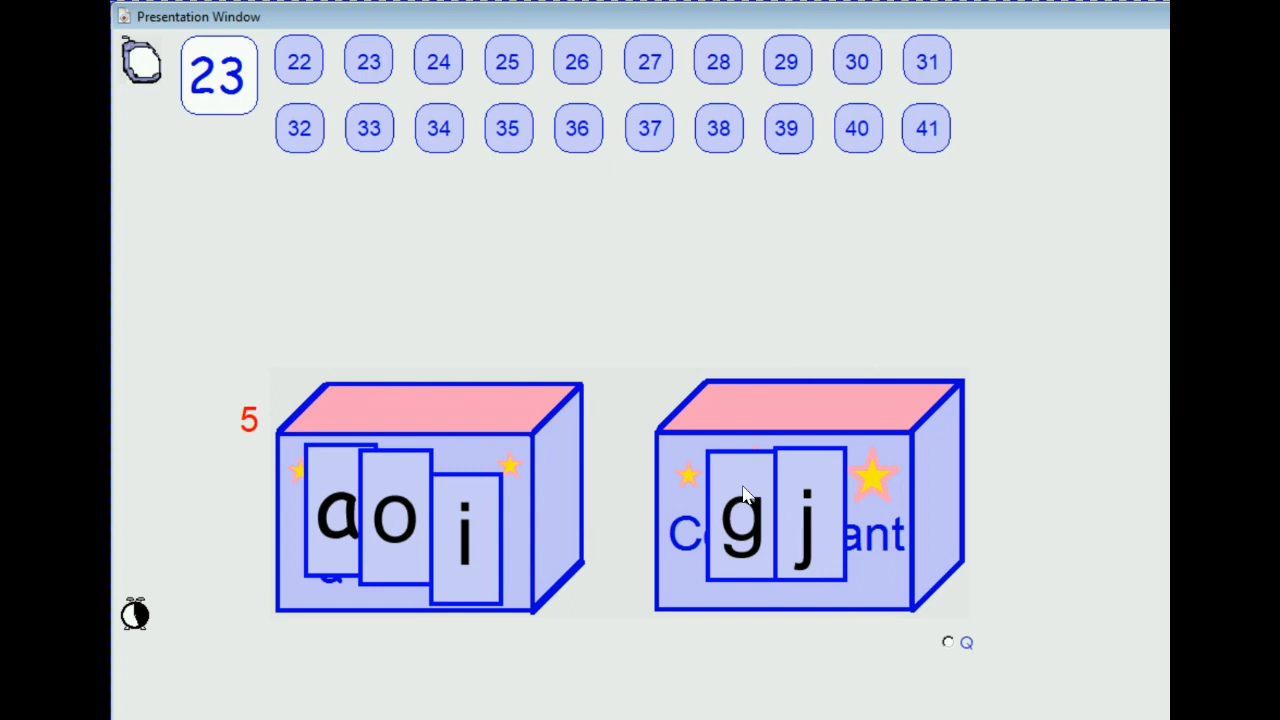 Presentation Window
23
22 23 24 25 26 27 28 29 30 31
32 33 34 35 36 37 38 39 40 41
5
a o i
g j
ant
Q